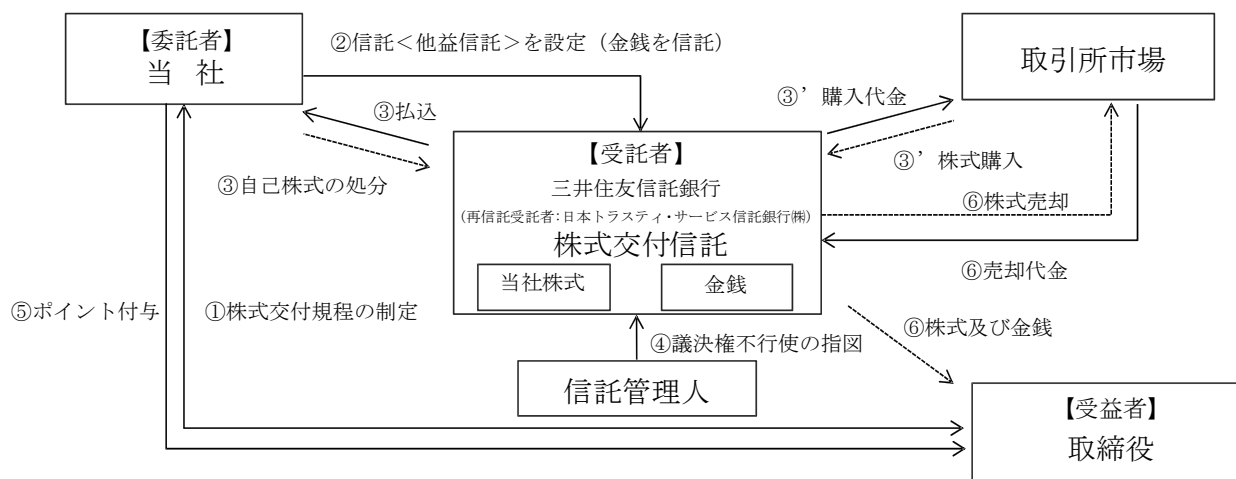 【委託者】
当 社
②信託＜他益信託＞を設定（金銭を信託）
取引所市場
③払込
③自己株式の処分
③’購入代金
③’株式購入
【受託者】
三井住友信託銀行
(再信託受託者:日本トラスティ・サービス信託銀行㈱)
株式交付信託
当社株式
金銭
⑥株式売却
⑥売却代金
⑤ポイント付与
①株式交付規程の制定
⑥株式及び金銭
④議決権不行使の指図
信託管理人
【受益者】
取締役